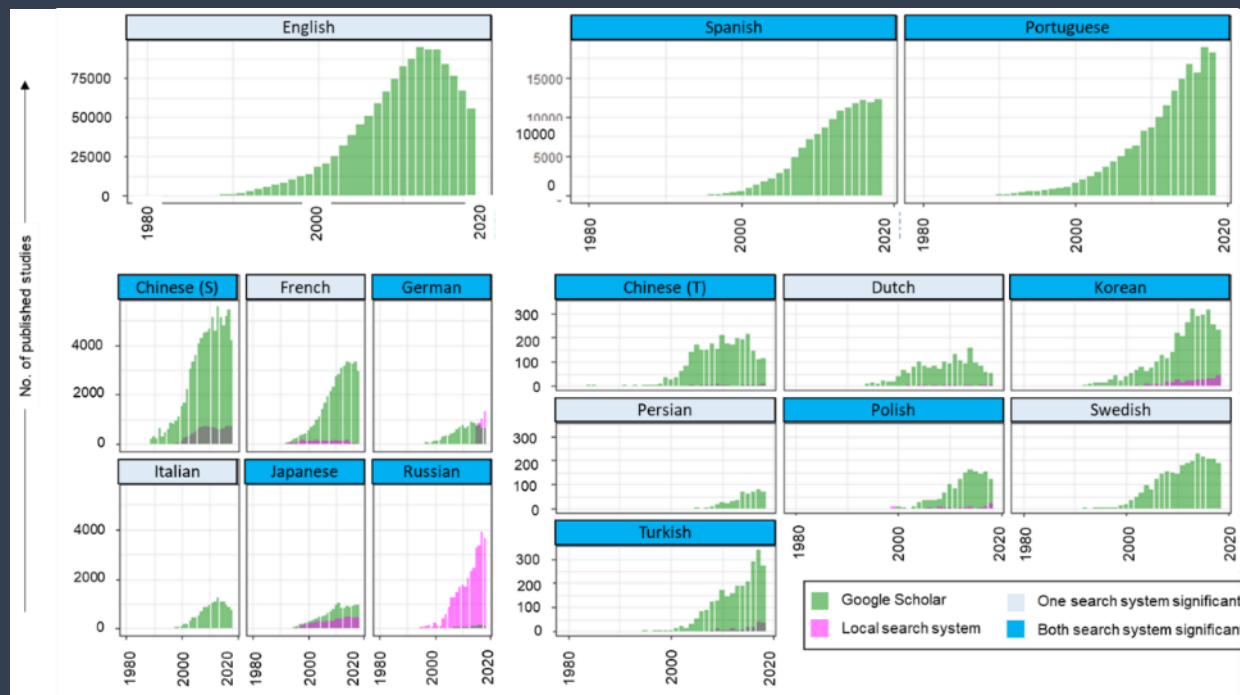 English
Spanish
Portuguese
75000
50000
25000
0
15000
10000
10000
5000
0
1980
2000
2020
1980
2000
2020
1980
2000
2020
No. of published studies
Chinese (S)
French
German
4000
2000
0
Italian
Japanese
Russian
4000
2000
0
1980
2000
2020
1980
2000
2020
1980
2000
2020
Chinese (T)
Dutch
Korean
300
200
100
0
Persian
Polish
Swedish
300
200
100
0
1980
2000
2020
1980
2000
2020
Turkish
300
200
100
0
1980
2000
2020
Google Scholar
One search system significant
Local search system
Both search system significant